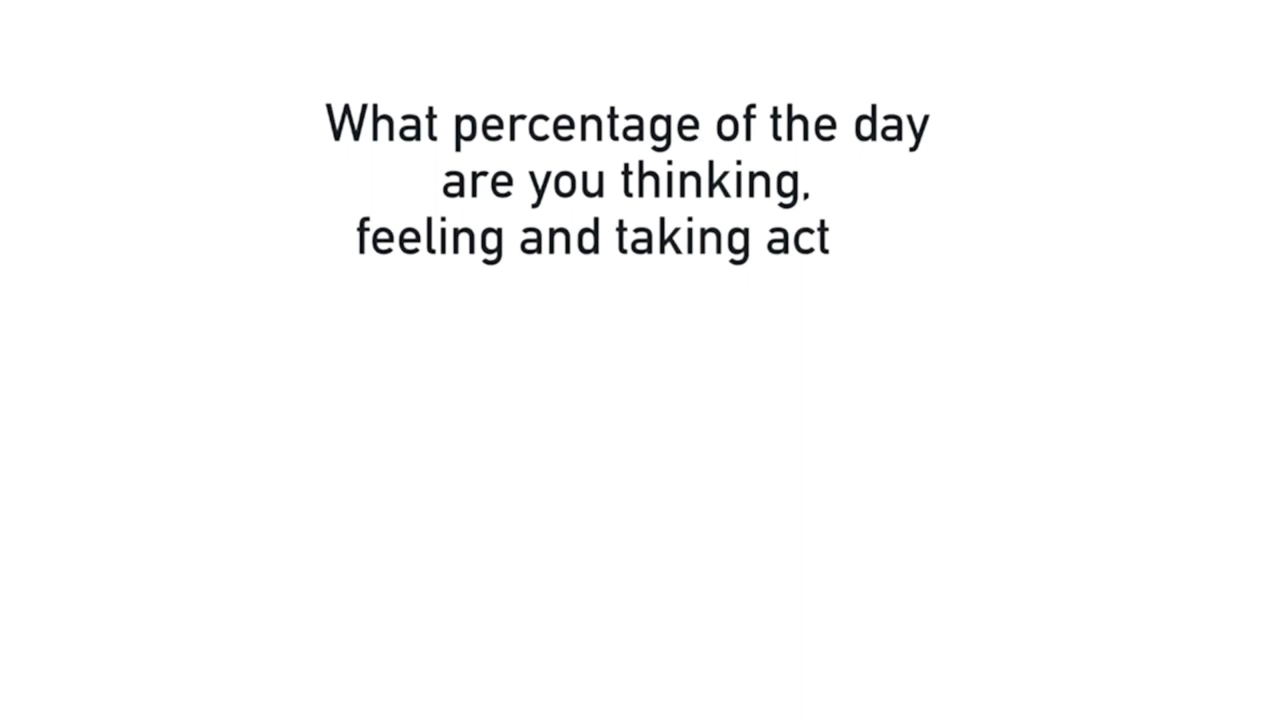 What percentage of the day
are you thinking,
feeling and taking act